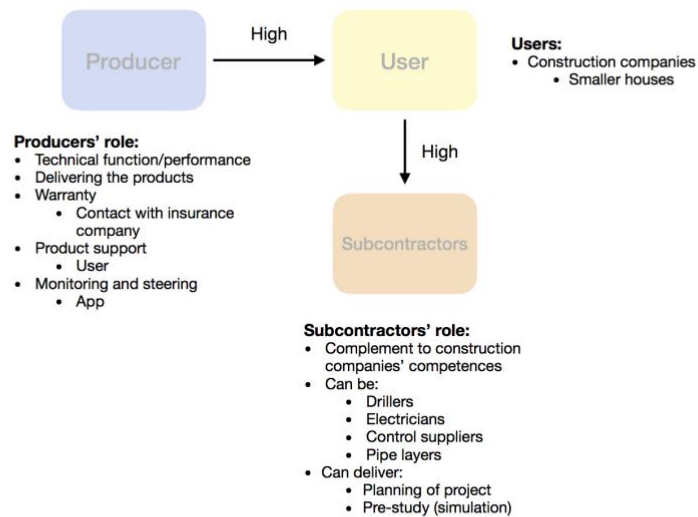 Producer
High
User
Users:
• Construction companies
• Smaller houses
High
Subcontractors
Producers' role:
• Technical function/performance
• Delivering the products
• Warranty
• Contact with insurance
company
• Product support
• User
• Monitoring and steering
• App
Subcontractors' role:
• Complement to construction
companies' competences
• Can be:
• Drillers
• Electricians
• Control suppliers
• Pipe layers
• Can deliver:
• Planning of project
• Pre-study (simulation)